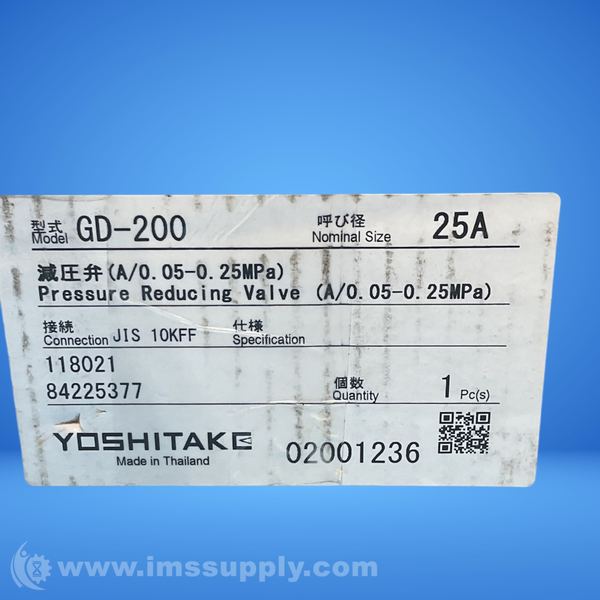 型式 Model GD-200 呼び径 Nominal Size 25A
減圧弁(A/0.05-0.25MPa)
Pressure Reducing Valve (A/0.05-0.25MPa)
接続 Connection JIS 10KFF 仕様 Specification
118021
84225377 個数 Quantity 1 Pc(s)
YOSHITAKE
Made in Thailand 02001236
www.imssupply.com